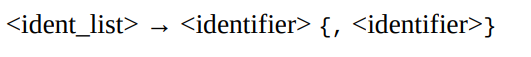 <ident_list> → <identifier> {, <identifier>}